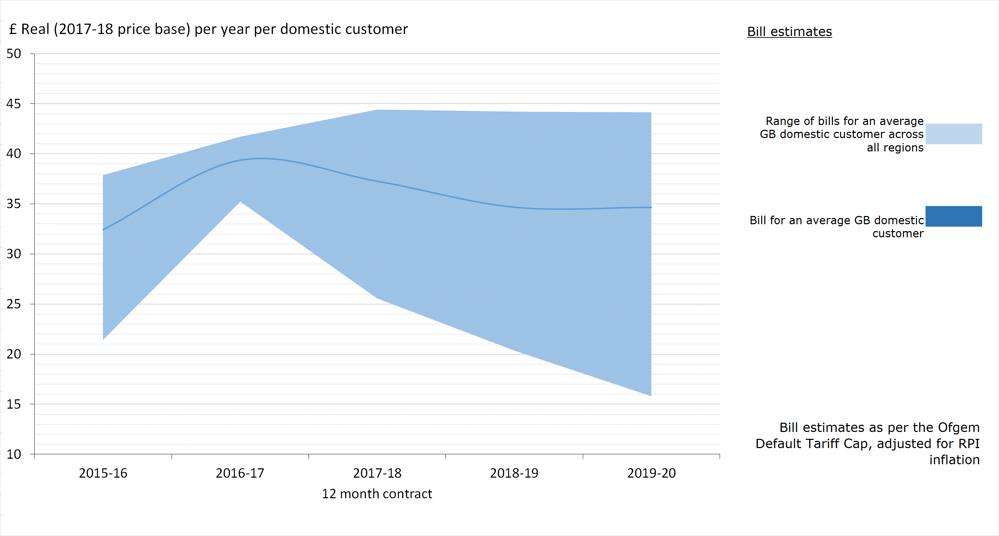 £ Real (2017-18 price base) per year per domestic customer
50
45
40
35
30
25
20
15
10
2015-16
2016-17
2017-18
2018-19
2019-20
12 month contract
Bill estimates
Range of bills for an average
GB domestic customer across
all regions
Bill for an average GB domestic
customer
Bill estimates as per the Ofgem
Default Tariff Cap, adjusted for RPI
inflation